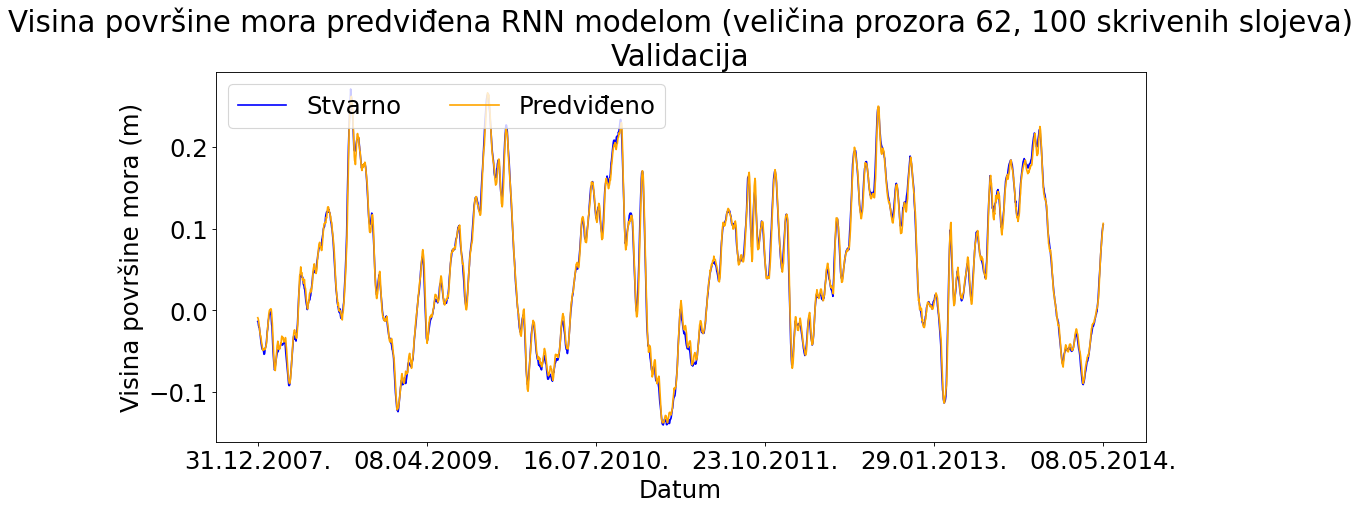 Visina površine mora predviđena RNN modelom (veličina prozora 62, 100 skrivenih slojeva)
Validacija
Stvarno Predviđeno
Visina površine mora (m)
0.2
0.1
0.0
−0.1
31.12.2007. 08.04.2009. 16.07.2010. 23.10.2011. 29.01.2013. 08.05.2014.
Datum